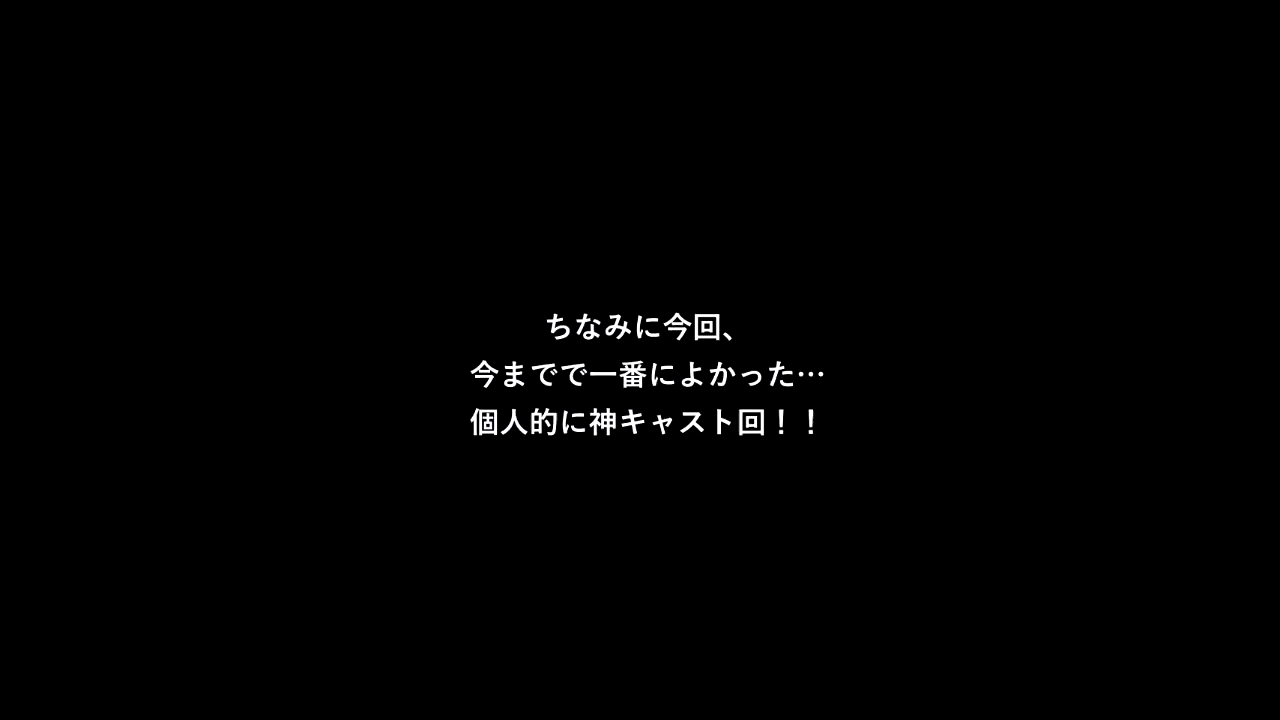 ちなみに今回、
今までで一番によかった…
個人的に神キャスト回！！